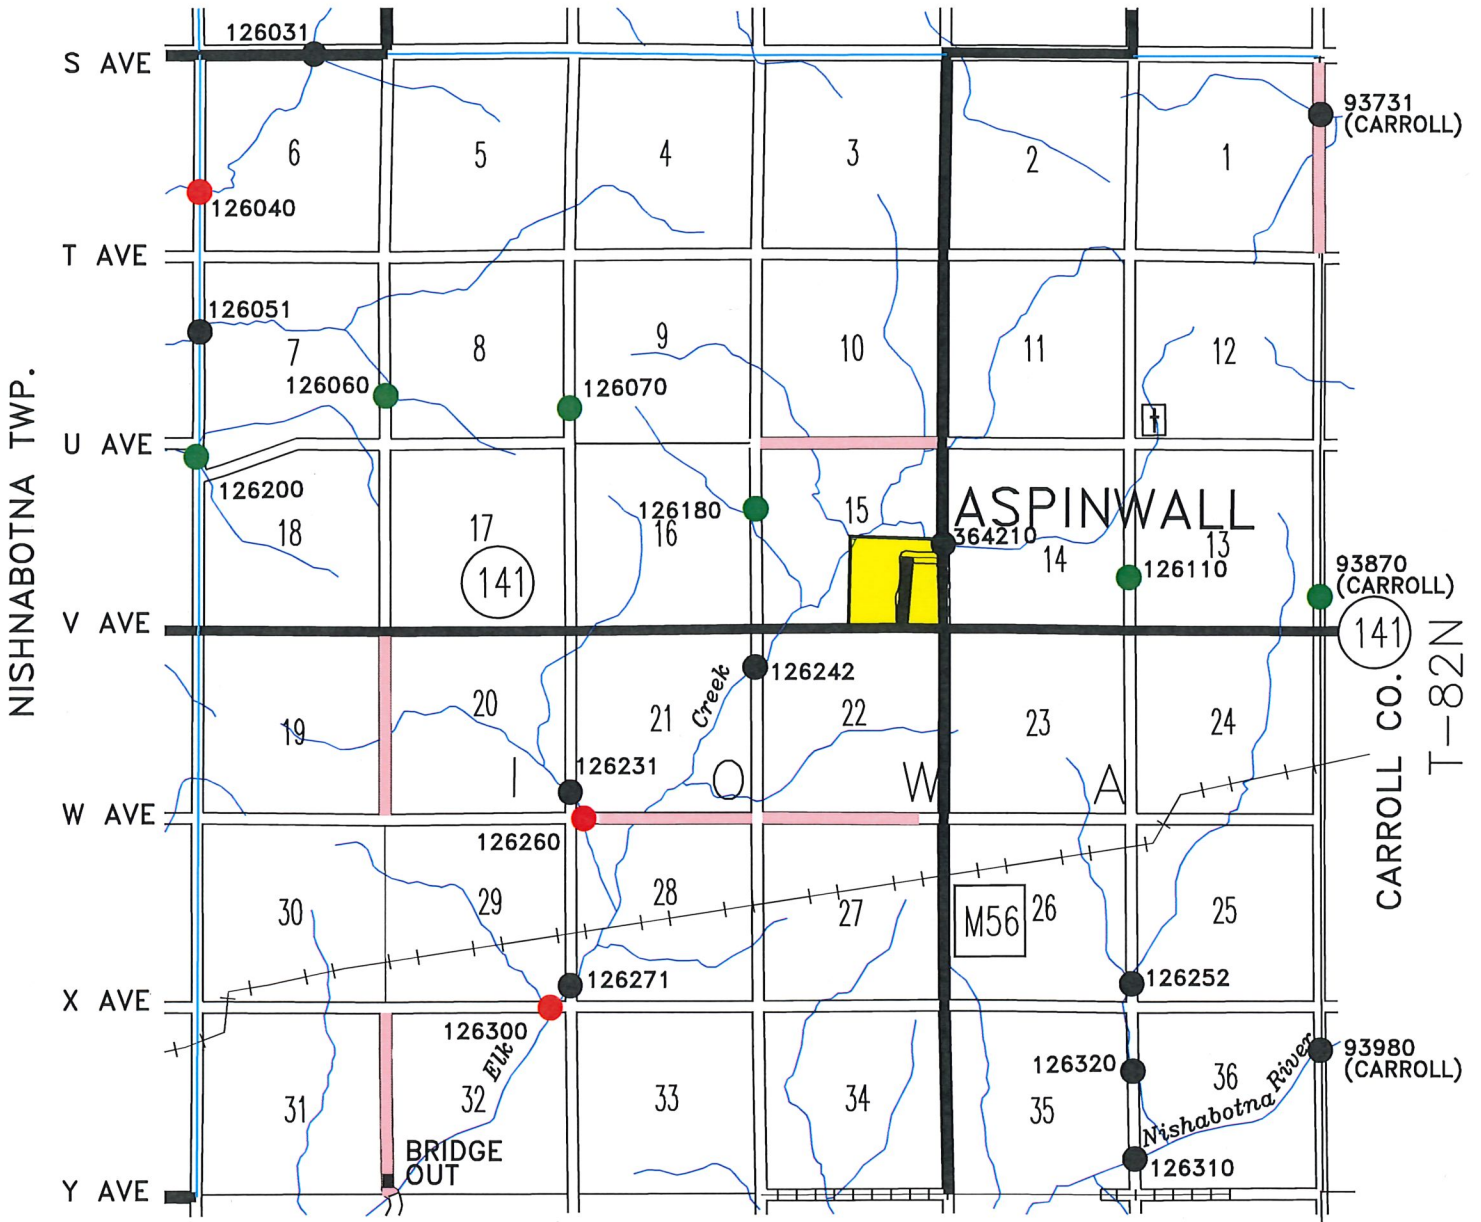 126031
S AVE
93731
(CARROLL)
6
5
4
3
2
1
126040
T AVE
126051
7
8
9
10
11
12
126060
126070
NISHNABOTNA TWP.
U AVE
126200
126180
15
ASPINWALL
18
17
16
364210
14
13
141
126110
93870
(CARROLL)
V AVE
141
T-82N
126242
Creek
19
20
21
22
23
24
126231
I O W A
CARROLL CO.
W AVE
126260
30
29
28
27
M56
26
25
126271
126252
X AVE
126300
Elk
126320
93980
(CARROLL)
31
32
33
34
35
36
Nishabotna River
BRIDGE
OUT
126310
Y AVE